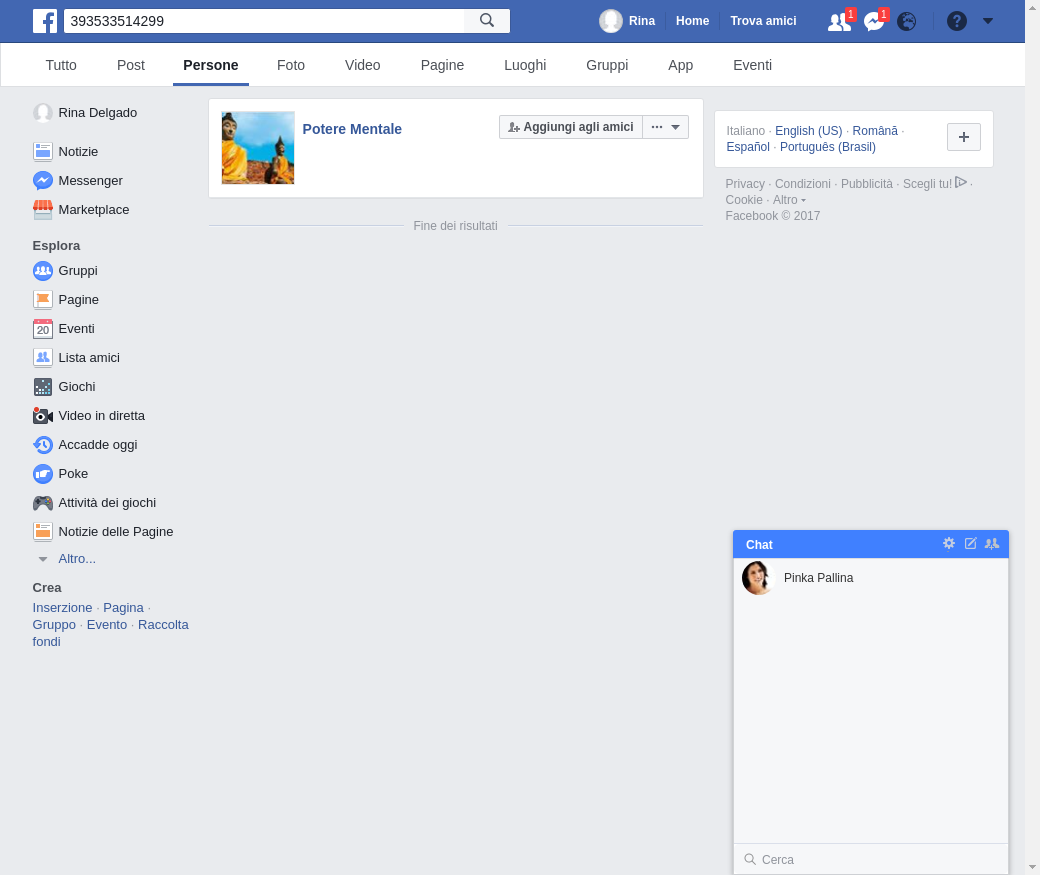 393533514299
Rina Home Trova amici 1 1
Tutto Post Persone Foto Video Pagine Luoghi Gruppi App Eventi
Rina Delgado
Notizie
Messenger
Marketplace
Esplora
Gruppi
Pagine
20 Eventi
Lista amici
Giochi
Video in diretta
Accadde oggi
Poke
Attività dei giochi
Notizie delle Pagine
Altro...
Crea
Inserzione · Pagina ·
Gruppo · Evento · Raccolta
fondi
Potere Mentale
Aggiungi agli amici ···
Fine dei risultati
Italiano · English (US) · Română ·
Español · Português (Brasil)
Privacy · Condizioni · Pubblicità · Scegli tu! ·
Cookie · Altro
Facebook © 2017
Chat
Pinka Pallina
Cerca